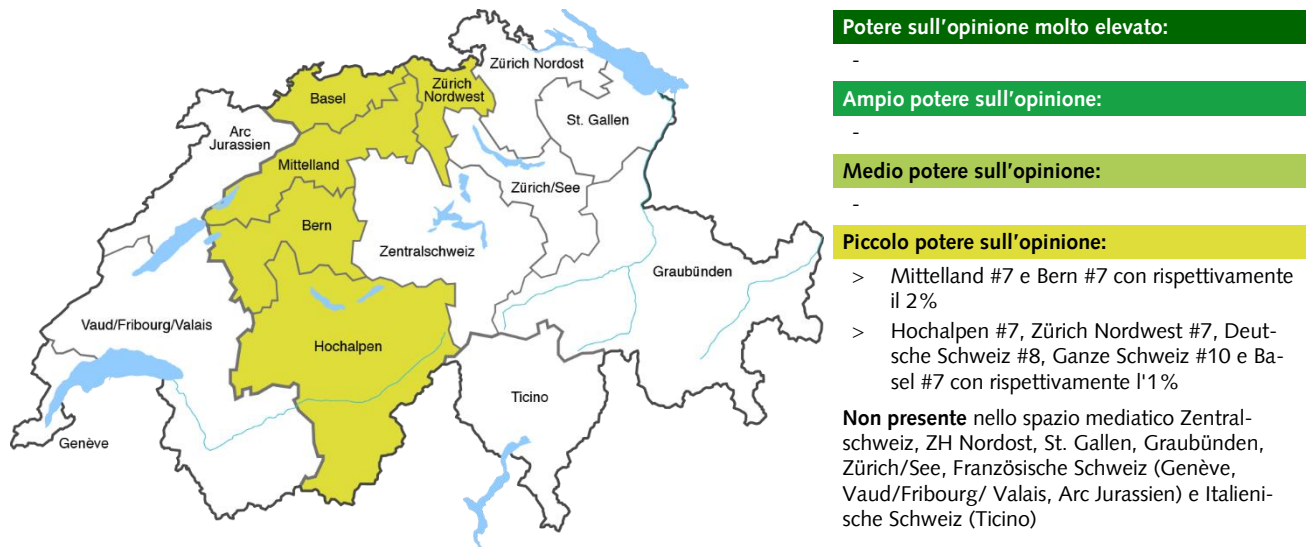 Zürich Nordost
Basel
Zürich
Nordwest
St. Gallen
Arc
Jurassien
Mittelland
Zürich/See
Bern
Zentralschweiz
Graubünden
Vaud/Fribourg/Valais
Hochalpen
Ticino
Genève
Potere sull'opinione molto elevato:
-
Ampio potere sull'opinione:
-
Medio potere sull'opinione:
-
Piccolo potere sull'opinione:
> Mittelland #7 e Bern #7 con rispettivamente
il 2%
> Hochalpen #7, Zürich Nordwest #7, Deut-
sche Schweiz #8, Ganze Schweiz #10 e Ba-
sel #7 con rispettivamente l'1%
Non presente nello spazio mediatico Zentral-
schweiz, ZH Nordost, St. Gallen, Graubünden,
Zürich/See, Französische Schweiz (Genève,
Vaud/Fribourg/ Valais, Arc Jurassien) e Italieni-
sche Schweiz (Ticino)